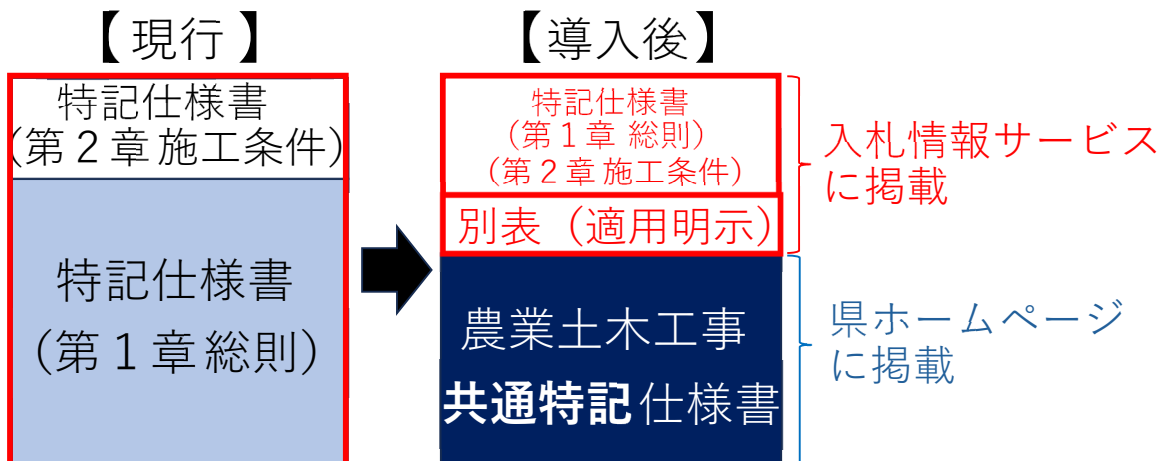 【現行】
特記仕様書
(第２章施工条件)
特記仕様書
(第１章総則)
【導入後】
特記仕様書
(第１章 総則)
(第２章施工条件)
別表（適用明示）
農業土木工事
共通特記仕様書
入札情報サービス
に掲載
県ホームページ
に掲載